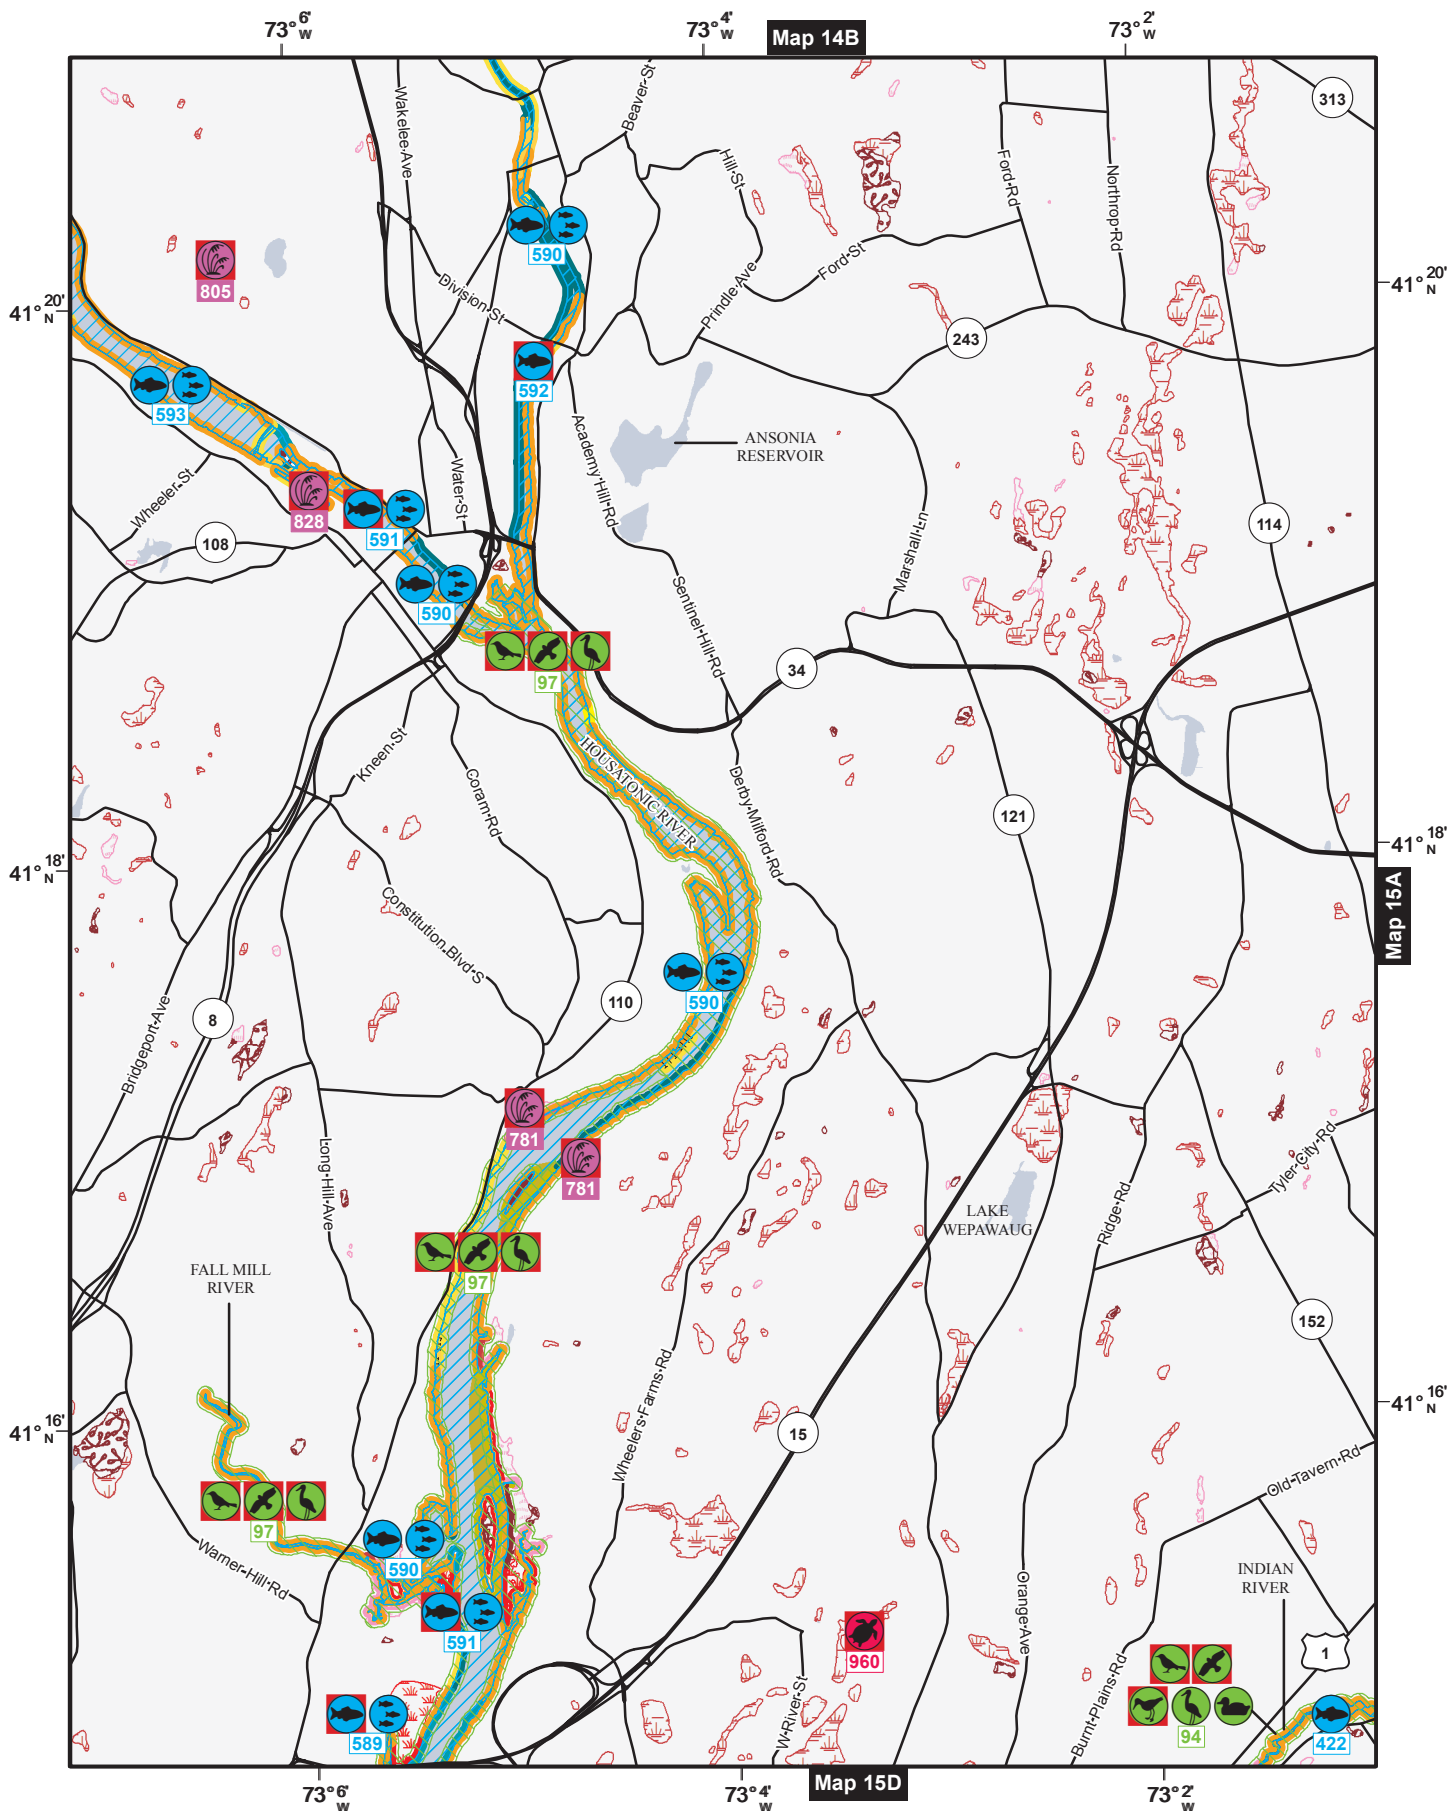 73° 6' W
73° 4' W
Map 14B
73° 2' W
313
Beaver St
Wakelee Ave
Hill St
Ford Rd
Northrop Rd
590
805
Division St
Prindle Ave
Ford St
41° 20' N
41° 20' N
243
592
593
Academy Hill Rd
ANSONIA
RESERVOIR
Water St
Wheeler St
828
591
108
114
590
Marshall Ln
Sentinel Hill Rd
34
97
HOUSATONIC RIVER
Kneen St
Coram Rd
Derby Milford Rd
121
41° 18' N
41° 18' N
Map 15A
Constitution Blvd S
590
110
8
Bridgeport Ave
781
781
Long Hill Ave
Tyler City Rd
Ridge Rd
LAKE
WEPAWAUG
97
FALL MILL
RIVER
152
Wheelers Farms Rd
41° 16' N
41° 16' N
15
Old Tavern Rd
97
590
Warner Hill Rd
INDIAN
RIVER
Orange Ave
591
960
1
W River St
Burnt Plains Rd
589
94
422
73° 6' W
73° 4' W
Map 15D
73° 2' W